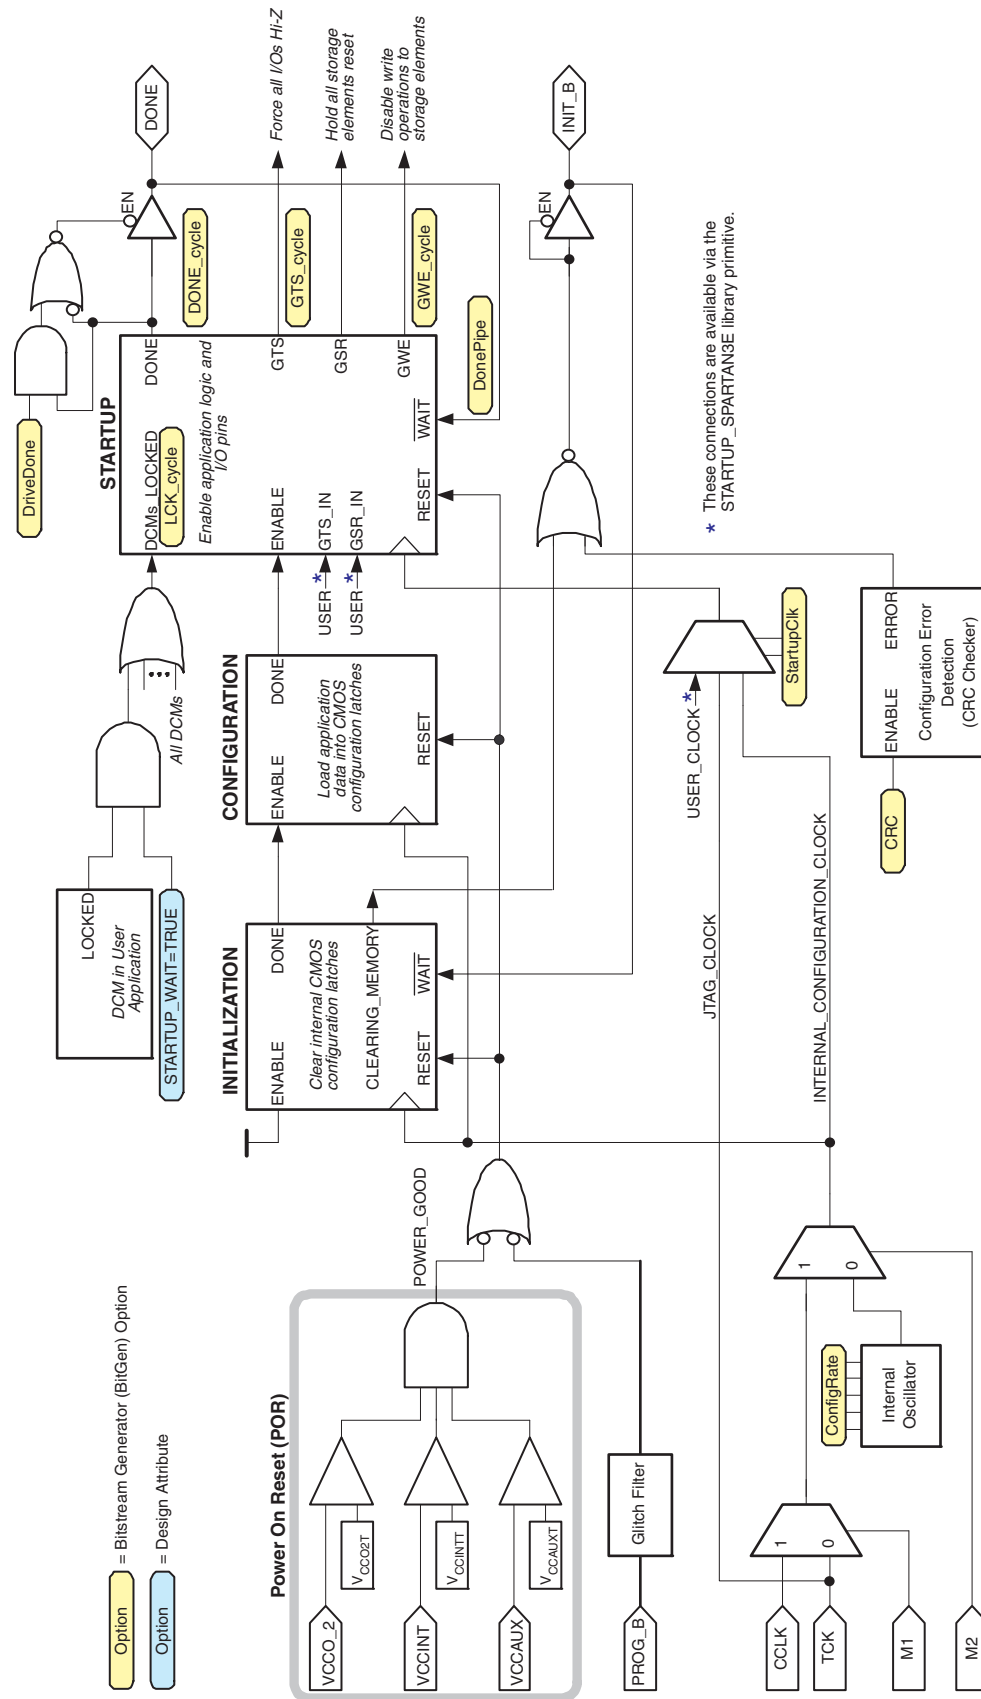 Option
= Bitstream Generator (BitGen) Option
Option
= Design Attribute
Power On Reset (POR)
VCCO_2
VCCO2T
VCCINT
VCCINTT
VCCAUX
VCCAUXT
POWER_GOOD
PROG_B
Glitch Filter
CCLK
TCK
M1
M2
1
0
ConfigRate
Internal
Oscillator
1
0
DCM in User
Application
LOCKED
STARTUP_WAIT=TRUE
All DCMs
INITIALIZATION
ENABLE
DONE
Clear internal CMOS
configuration latches
CLEARING_MEMORY
RESET
WAIT
CONFIGURATION
ENABLE
DONE
Load application
data into CMOS
configuration latches
RESET
STARTUP
DCMs_LOCKED
LCK_cycle
DONE
Enable application logic and
I/O pins
ENABLE
GTS
USER
*
GTS_IN
USER
*
GSR_IN
GSR
GWE
RESET
WAIT
DriveDone
EN
DONE
DONE_cycle
GTS_cycle
GWE_cycle
DonePipe
Force all I/Os Hi-Z
Hold all storage
elements reset
Disable write
operations to
storage elements
EN
INIT_B
* These connections are available via the
STARTUP_SPARTAN3E library primitive.
JTAG_CLOCK
USER_CLOCK
*
StartupClk
INTERNAL_CONFIGURATION_CLOCK
CRC
ENABLE
ERROR
Configuration Error
Detection
(CRC Checker)